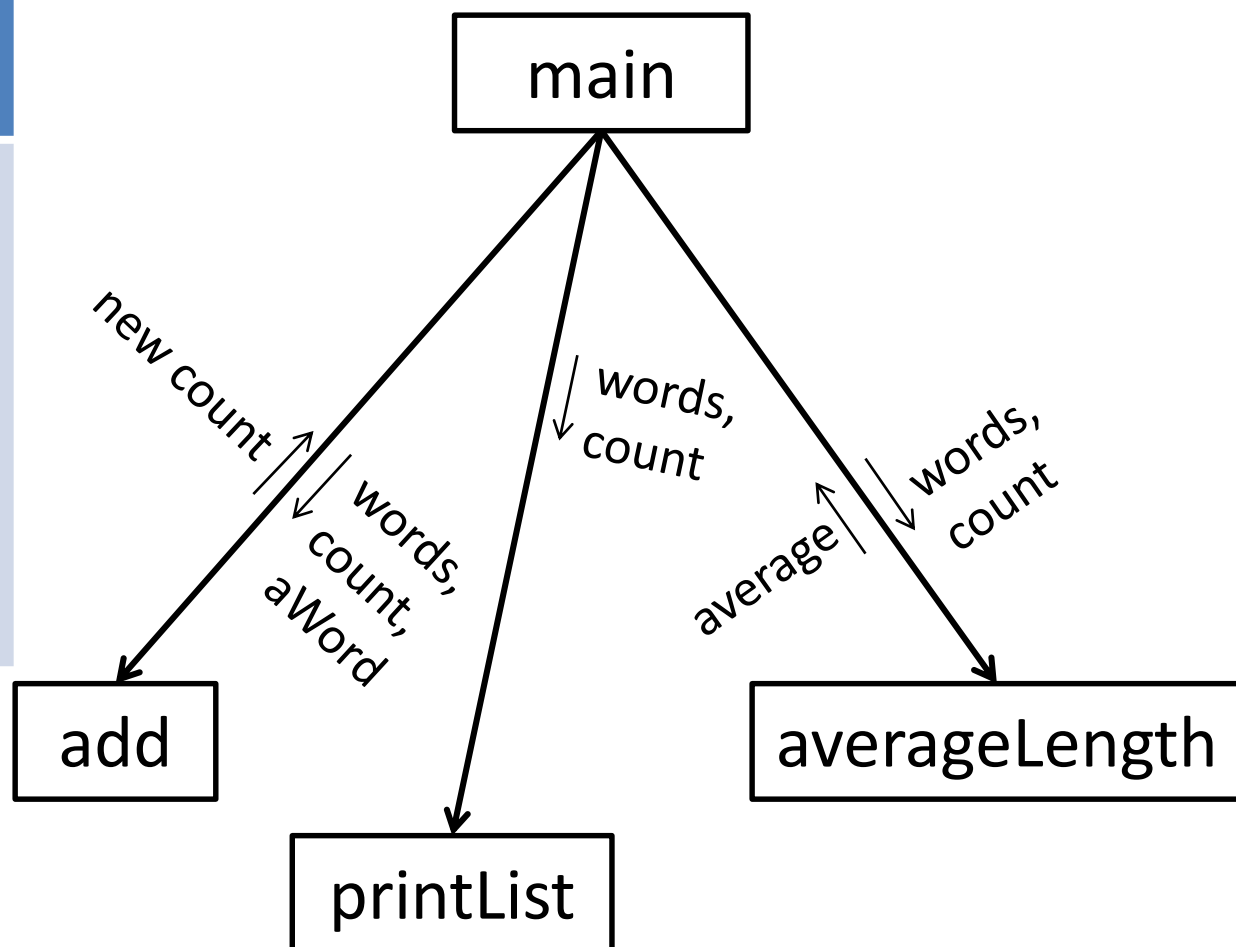 main
new count
words,
count,
aWord
words,
count
average
words,
count
add
averageLength
printList